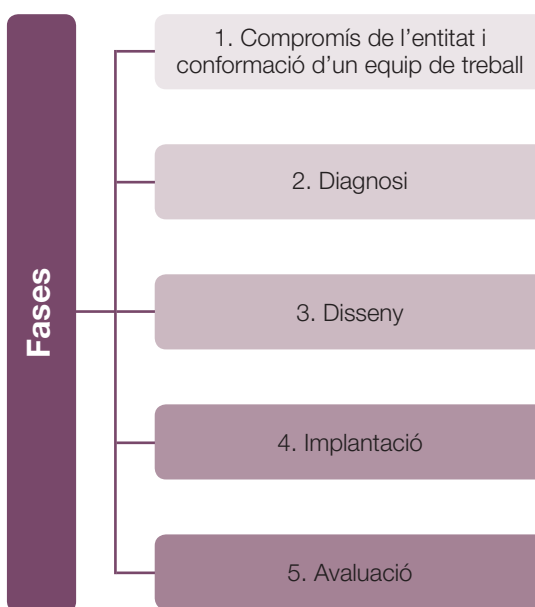 Fases
1. Compromís de l’entitat i
conformació d’un equip de treball
2. Diagnosi
3. Disseny
4. Implantació
5. Avaluació